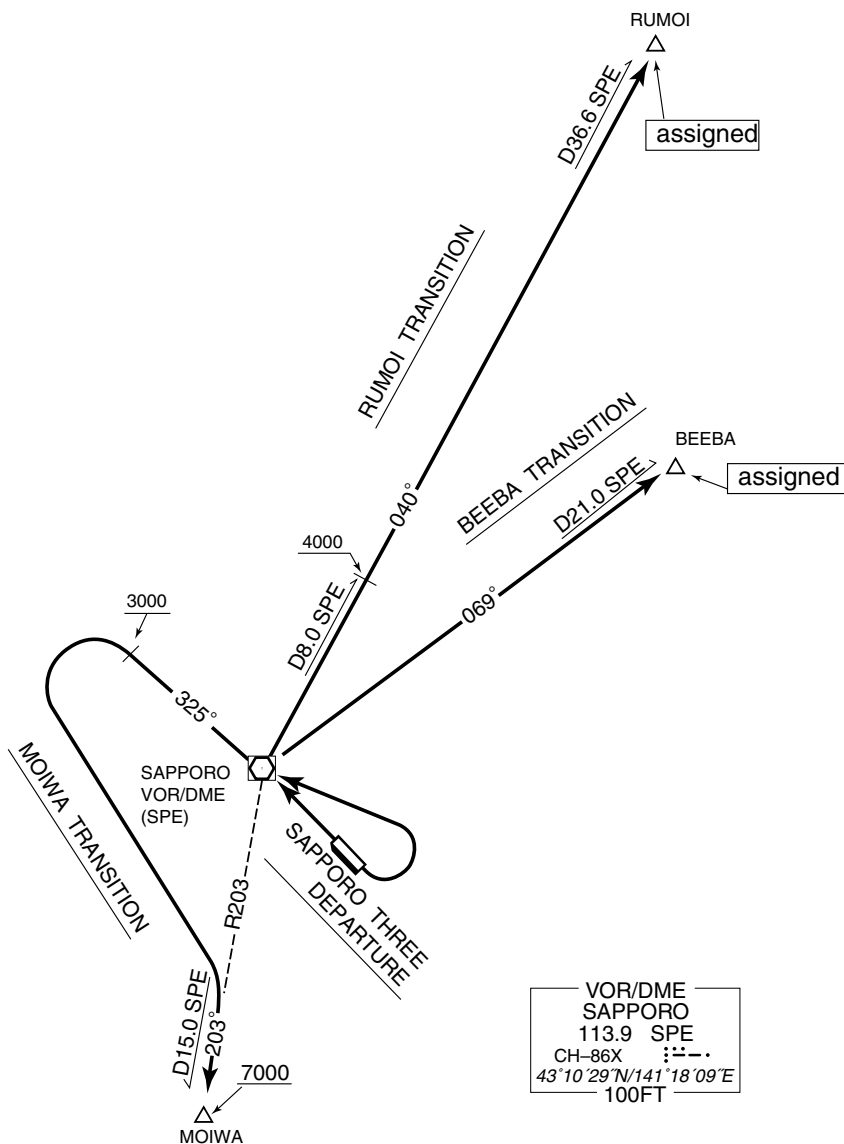 RUMOI
D36.6 SPE
assigned
RUMOI TRANSITION
BEEBA TRANSITION
BEEBA
D21.0 SPE
assigned
040°
4000
D8.0 SPE
069°
3000
325°
MOIWA TRANSITION
SAPPORO
VOR/DME
(SPE)
SAPPORO THREE
DEPARTURE
R203
D15.0 SPE
203°
7000
MOIWA
VOR/DME
SAPPORO
113.9 SPE
CH–86X
43°10´29˝N/141°18´09˝E
100FT